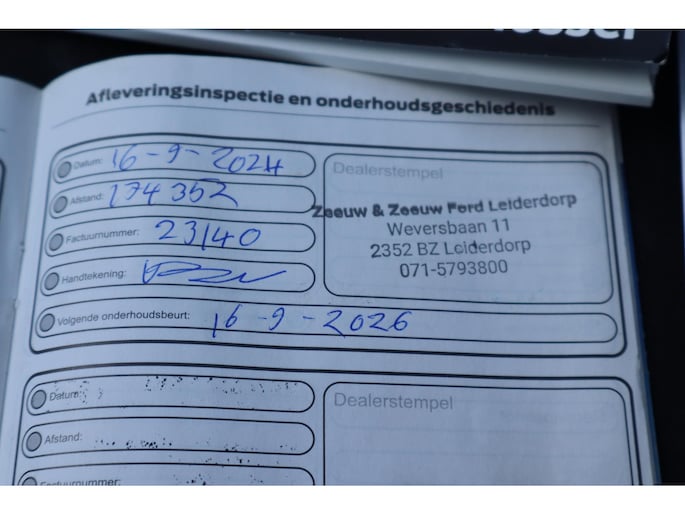 Afleveringsinspectie en onderhoudsgeschiedenis
Datum: 16-9-2024
Afstand: 174352
Factuurnummer: 23140
Handtekening:
Volgende onderhoudsbeurt: 16-9-2026
Dealerstempel
Zeeuw & Zeeuw Ford Leiderdorp
Weversbaan 11
2352 BZ Leiderdorp
071-5793800
Datum:
Afstand:
Factuurnummer:
Dealerstempel